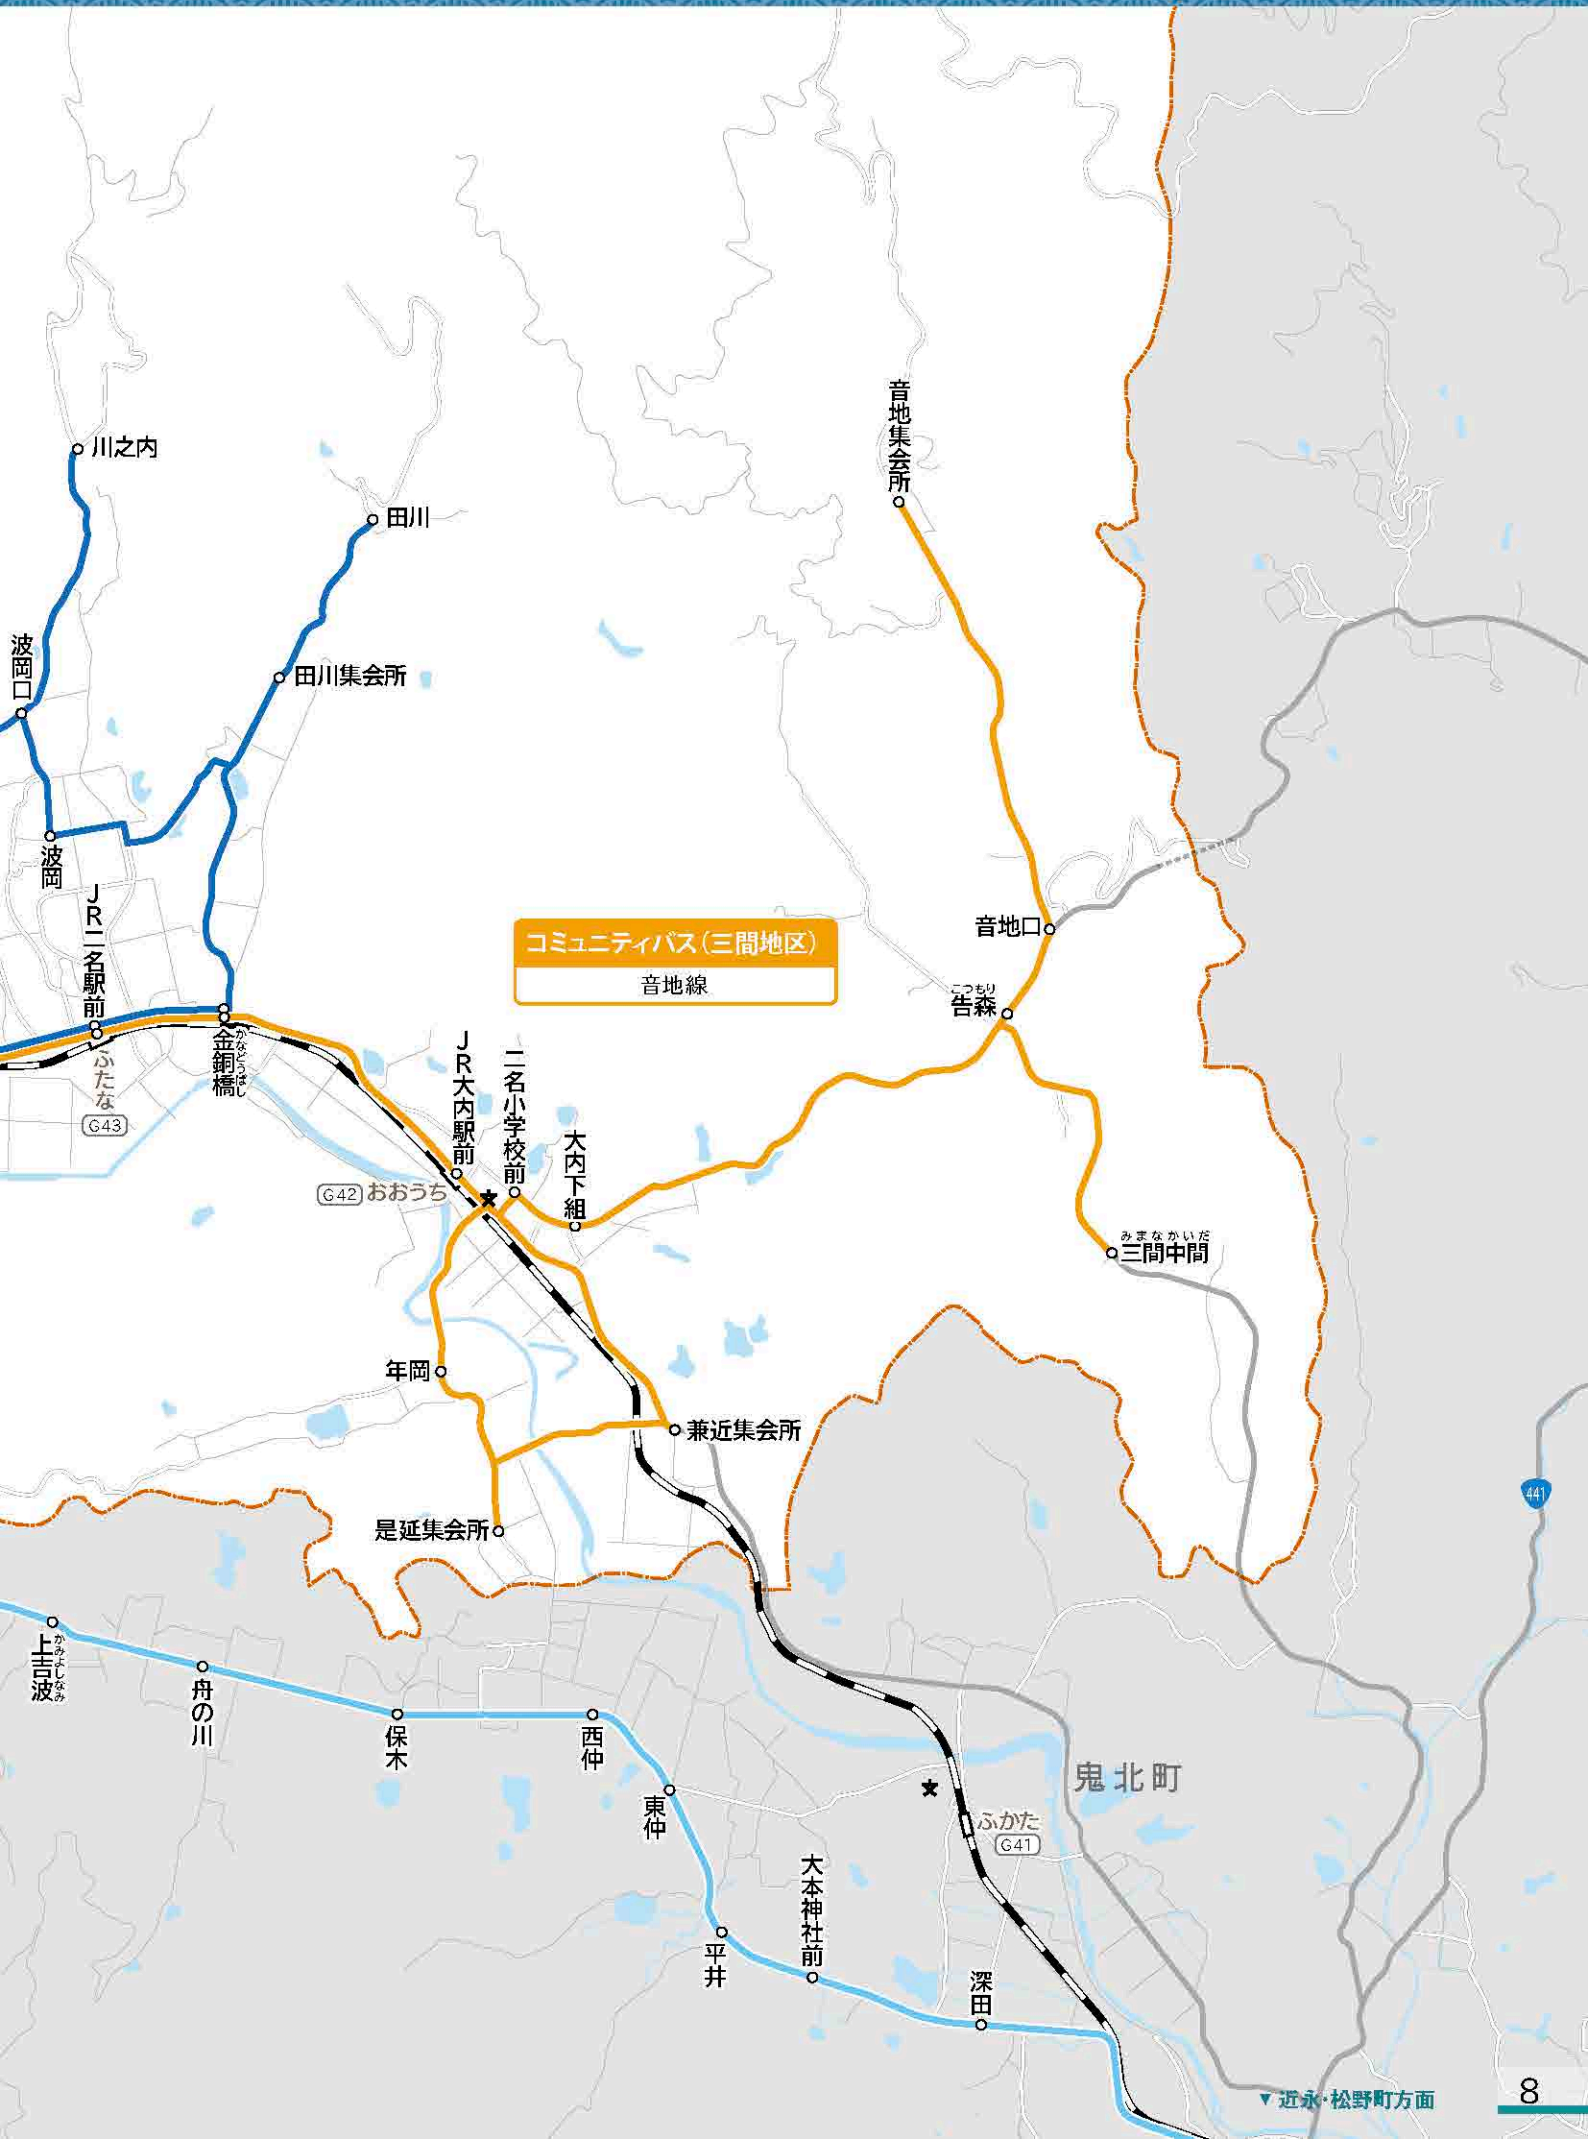 音地集会所
川之内
田川
波岡口
田川集会所
波岡
JR二名駅前
コミュニティバス（三間地区）
音地線
音地口
こつもり
告森
かなどうばし
金銅橋
ふたな
G43
JR大内駅前
二名小学校前
大内下組
G42 おおうち
みまなかいだ
三間中間
年岡
兼近集会所
是延集会所
441
かみよしなみ
上吉波
舟の川
保木
西仲
東仲
鬼北町
ふかた
G41
大本神社前
平井
深田
▼近永・松野町方面
8